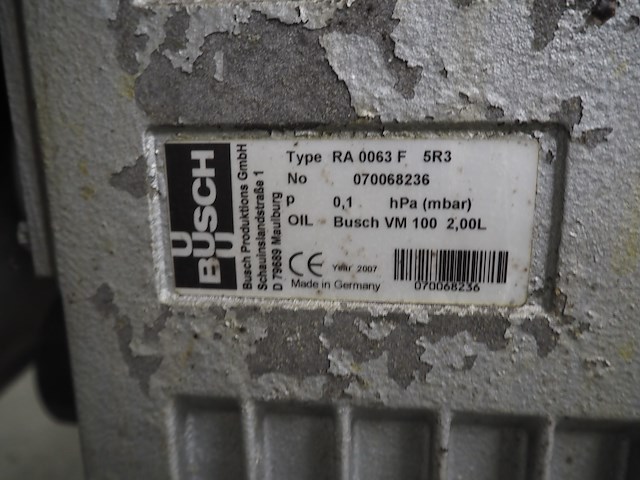 BUSCH
Busch Produktions GmbH
Schauinslandstraße 1
D 79689 Maulburg
Type RA 0063 F 5R3
No 070068236
P 0,1 hPa (mbar)
OIL Busch VM 100 2,00L
CE Year 2007
Made in Germany
070068236